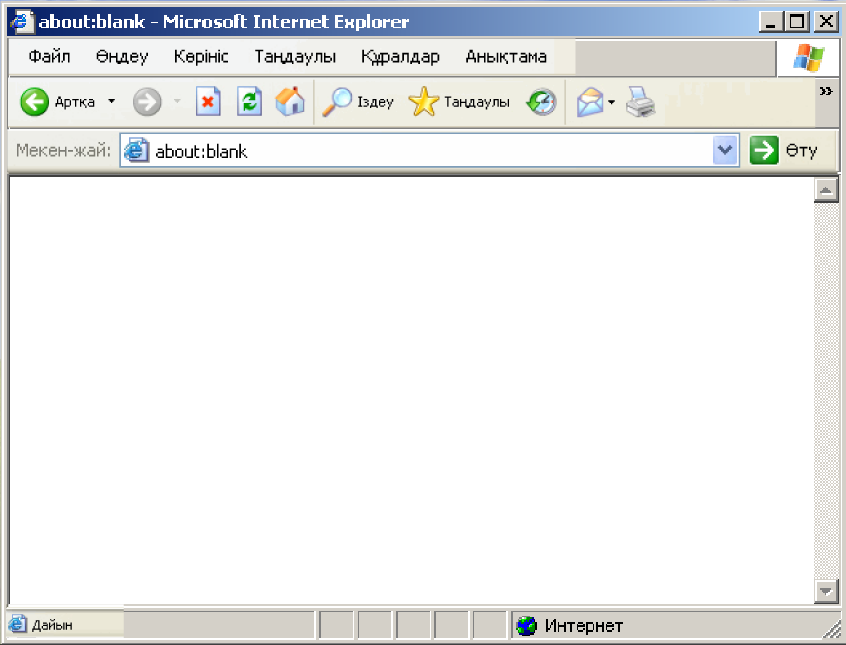 about:blank - Microsoft Internet Explorer
Файл Өңдеу Көрініс Таңдаулы Құралдар Анықтама
Артқа Іздеу Таңдаулы
Мекен-жай: about:blank Өту
Дайын Интернет